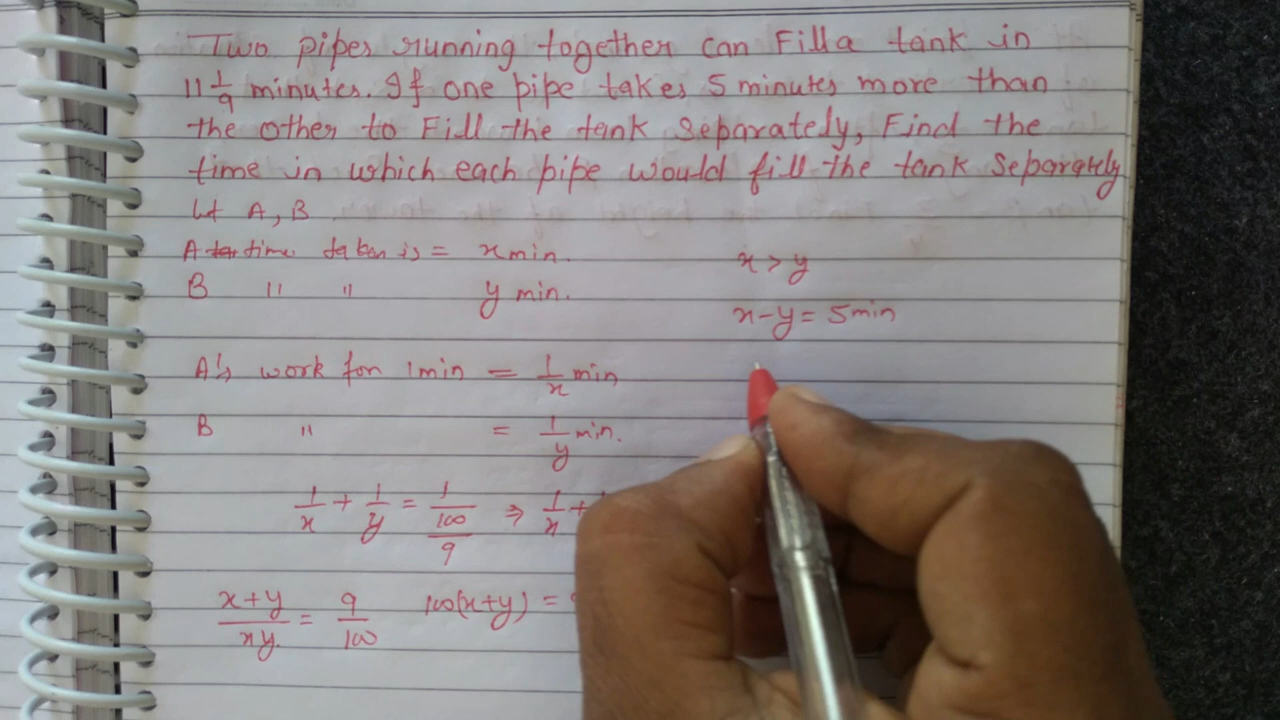 Two pipes running together can Fill a tank in
11 1/9 minutes. If one pipe takes 5 minutes more than
the other to Fill the tank separately, Find the
time in which each pipe would fill the tank separately
Let A, B
A time taken is = x min.
B " " y min.
x > y
x-y = 5min
A's work for 1min = 1/x min
B " = 1/y min.
1/x + 1/y = 1/(100/9) ⇒ 1/x +
(x+y)/(xy) = 9/100 100(x+y) =